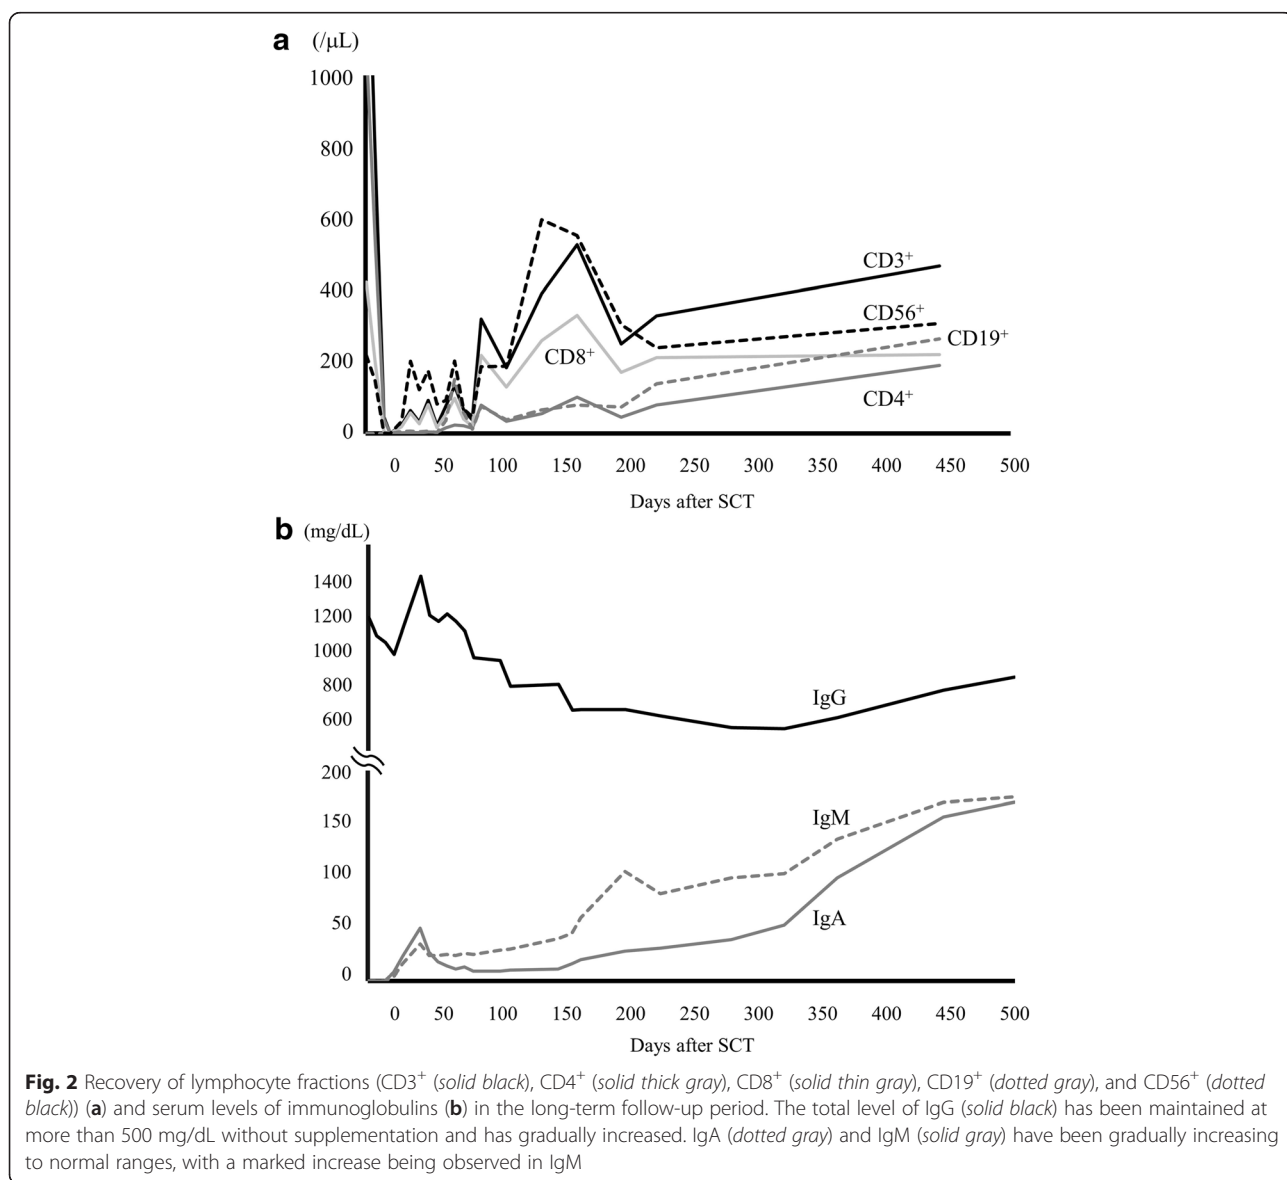 a (/μL)
1000
800
600
400
200
0
CD3+
CD56+
CD19+
CD8+
CD4+
0 50 100 150 200 250 300 350 400 450 500
Days after SCT
b (mg/dL)
1400
1200
1000
800
600
IgG
200
150
100
50
0
IgM
IgA
0 50 100 150 200 250 300 350 400 450 500
Days after SCT
Fig. 2 Recovery of lymphocyte fractions (CD3+ (solid black), CD4+ (solid thick gray), CD8+ (solid thin gray), CD19+ (dotted gray), and CD56+ (dotted
black)) (a) and serum levels of immunoglobulins (b) in the long-term follow-up period. The total level of IgG (solid black) has been maintained at
more than 500 mg/dL without supplementation and has gradually increased. IgA (dotted gray) and IgM (solid gray) have been gradually increasing
to normal ranges, with a marked increase being observed in IgM